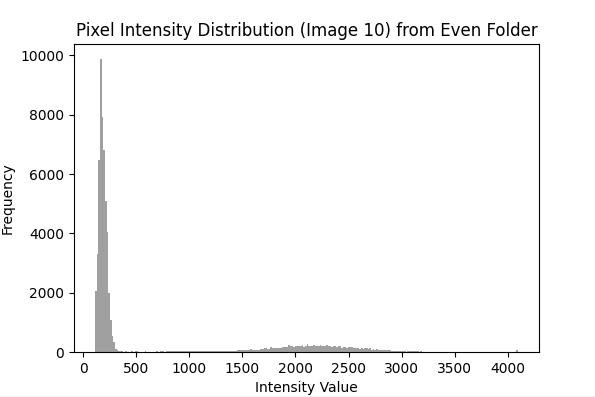 Pixel Intensity Distribution (Image 10) from Even Folder
10000
8000
6000
4000
2000
0
Frequency
0 500 1000 1500 2000 2500 3000 3500 4000
Intensity Value